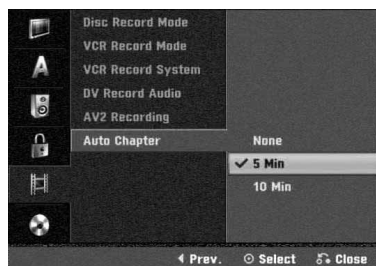 Disc Record Mode
VCR Record Mode
VCR Record System
DV Record Audio
AV2 Recording
Auto Chapter
None
5 Min
10 Min
Prev. Select Close